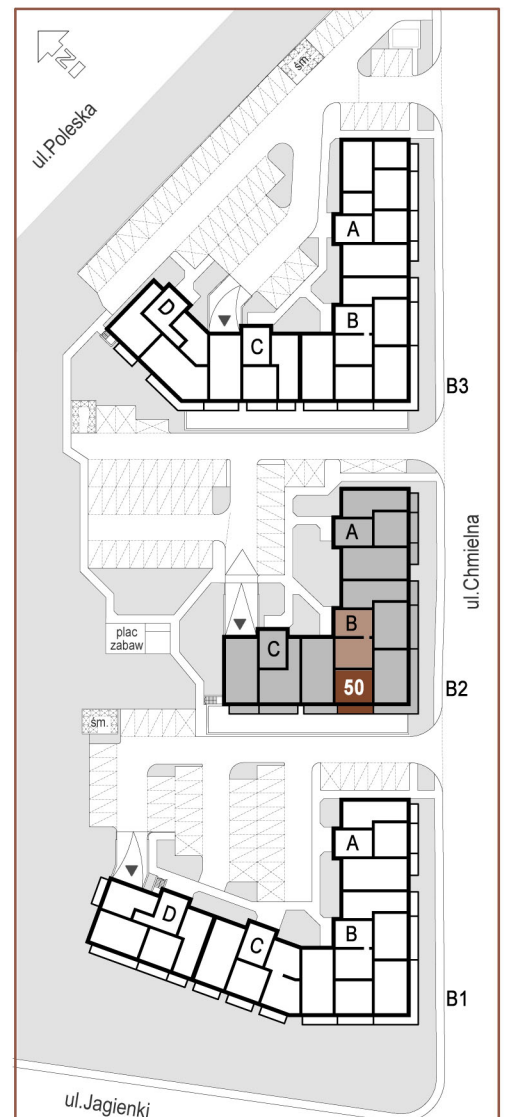 N
śm.
ul.Poleska
A
D
B
C
B3
A
ul.Chmielna
B
plac
zabaw
C
50
B2
śm.
A
D
B
C
B1
ul.Jagienki